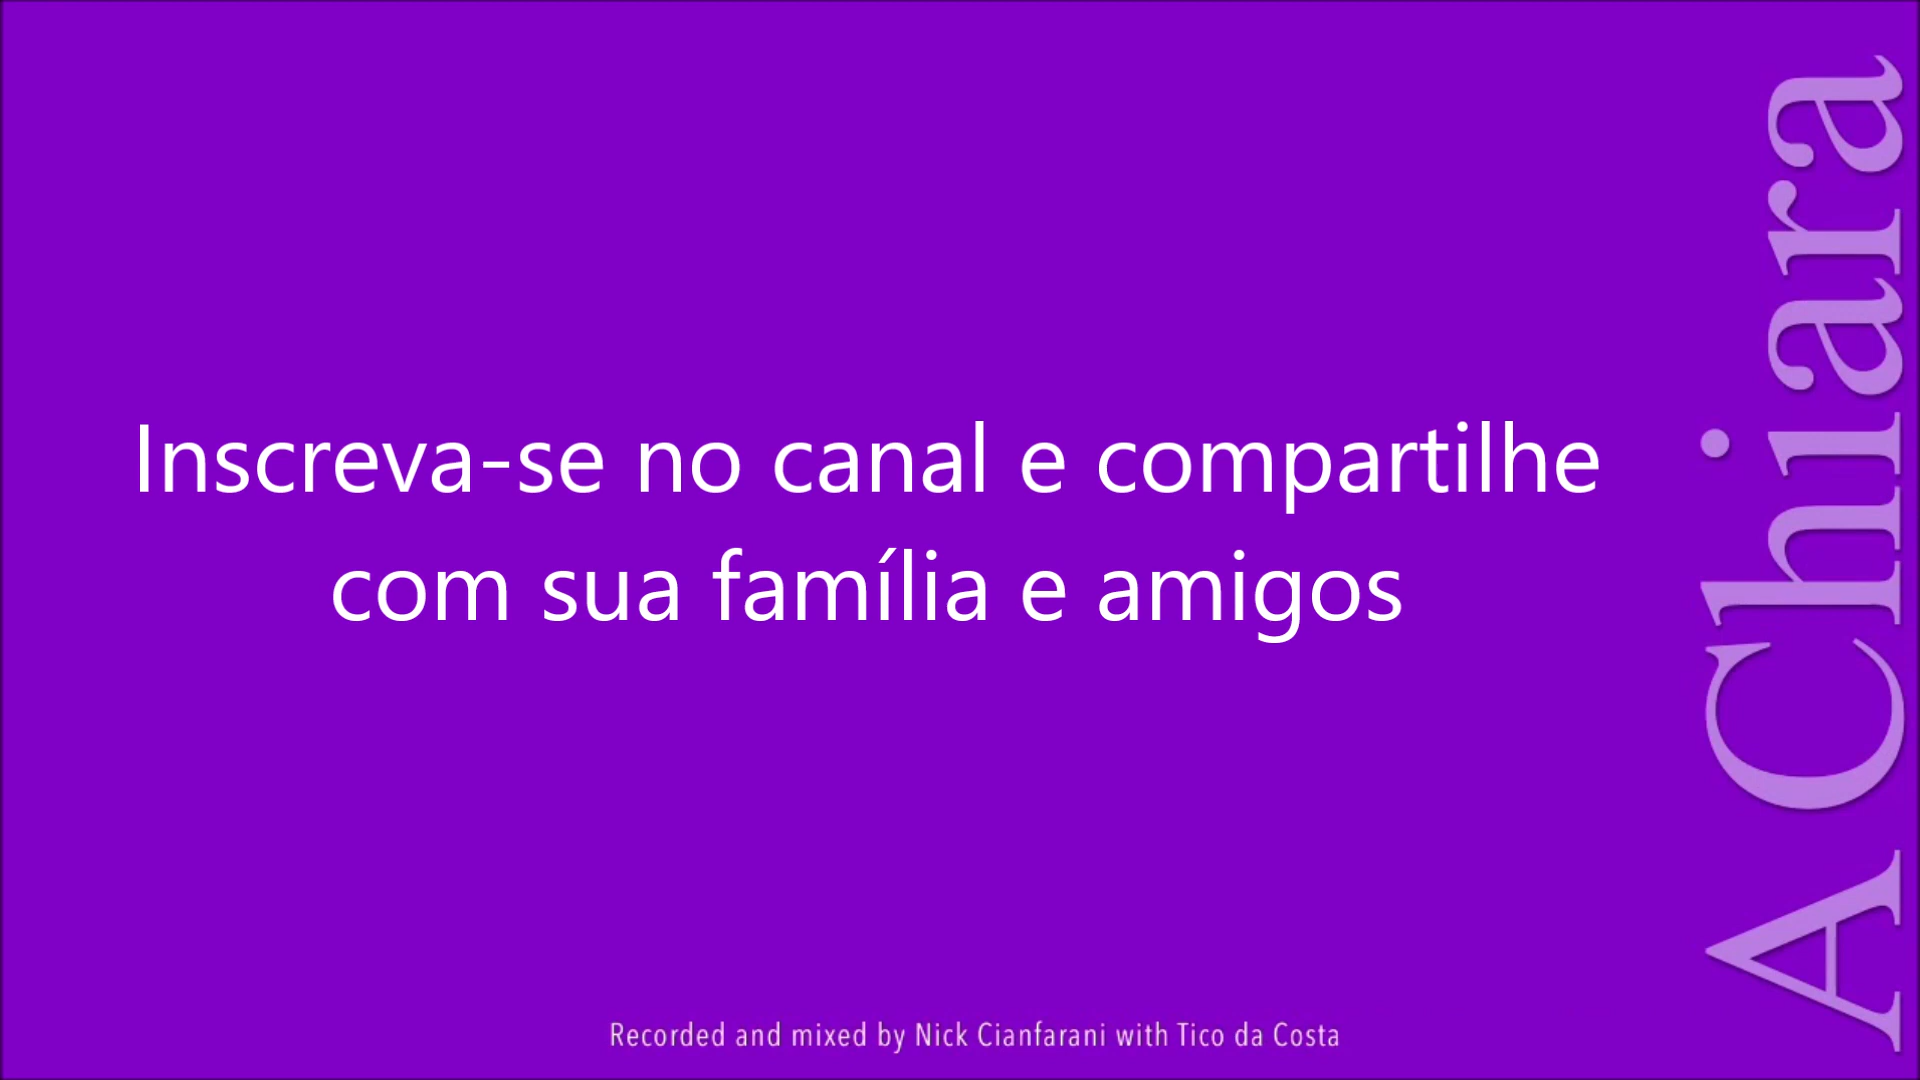 Inscreva-se no canal e compartilhe
com sua família e amigos
A Chiara
Recorded and mixed by Nick Cianfarani with Tico da Costa